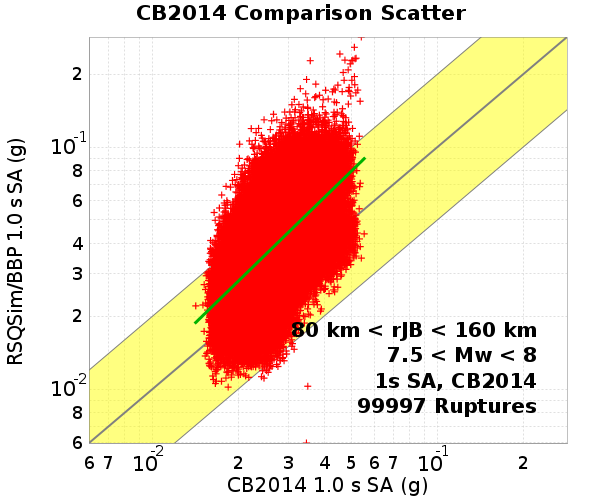 CB2014 Comparison Scatter
RSQSim/BBP 1.0 s SA (g)
2
10-1
8
6
4
3
2
10-2
8
6
80 km < rJB < 160 km
7.5 < Mw < 8
1s SA, CB2014
99997 Ruptures
6 7 10-2 2 3 4 5 6 7 10-1 2
CB2014 1.0 s SA (g)